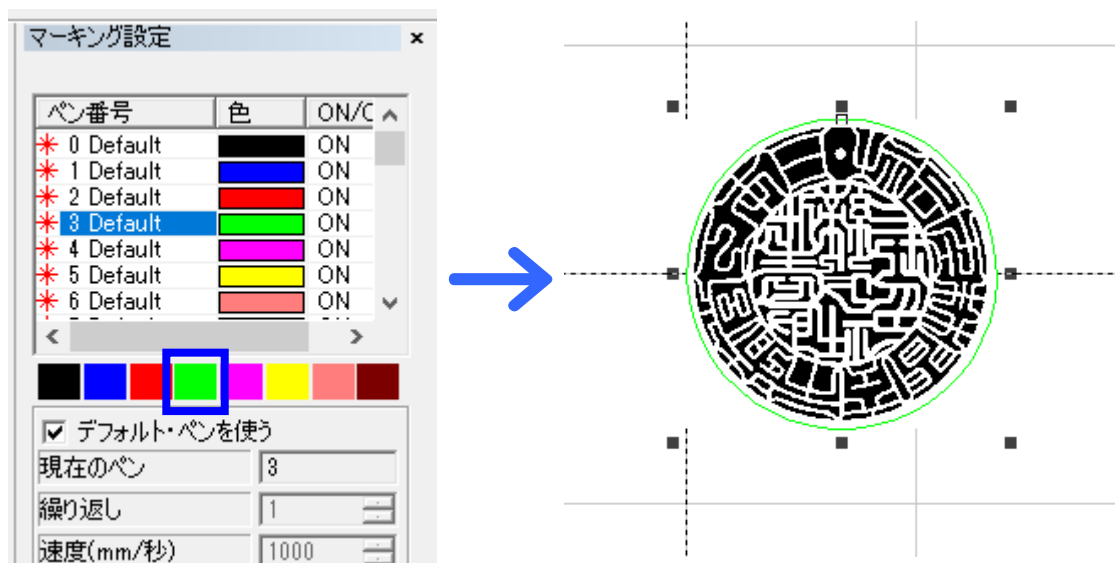 マーキング設定 ×
ペン番号 色 ON/C
0 Default ON
1 Default ON
2 Default ON
3 Default ON
4 Default ON
5 Default ON
6 Default ON
デフォルト・ペンを使う
現在のペン 3
繰り返し 1
速度(mm/秒) 1000